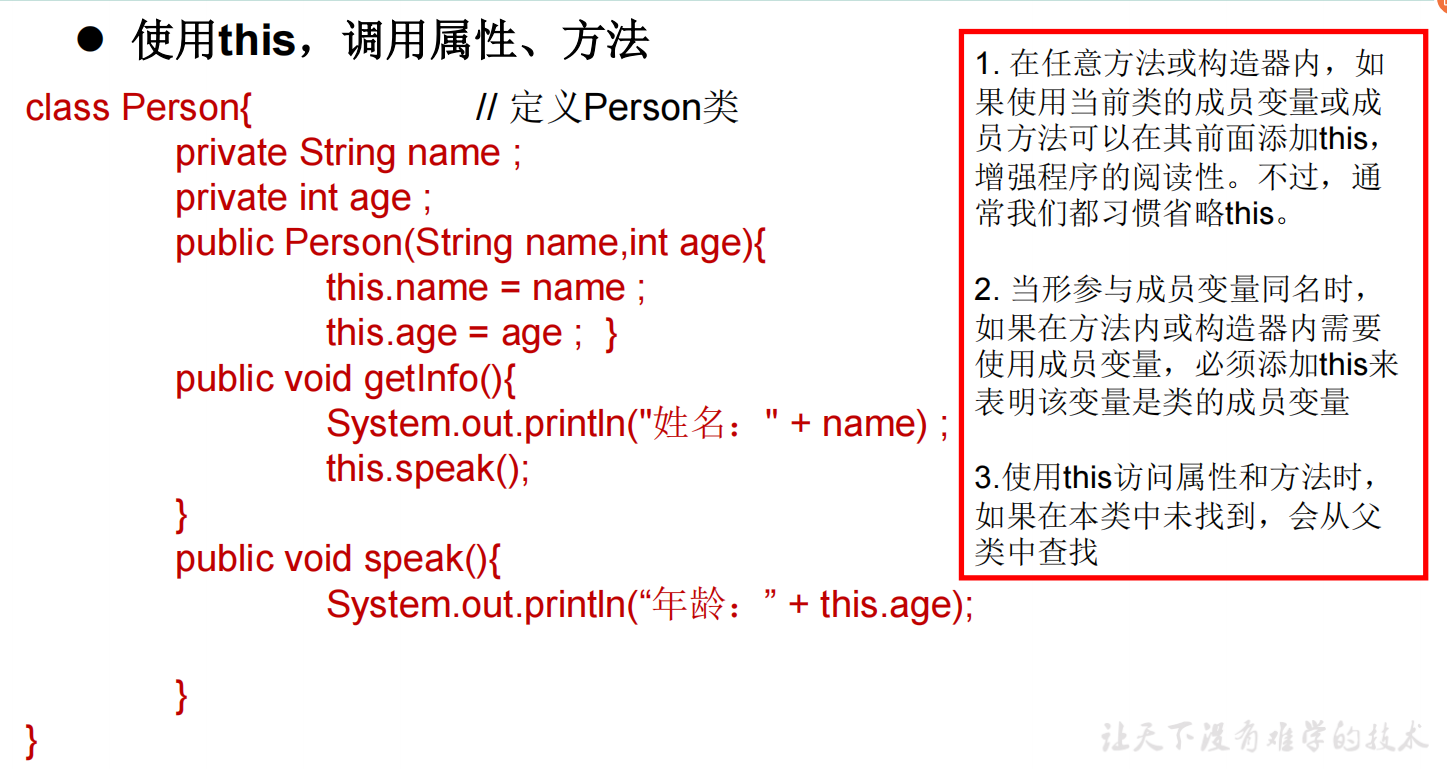 ● 使用this，调用属性、方法
class Person{ // 定义Person类
private String name ;
private int age ;
public Person(String name,int age){
this.name = name ;
this.age = age ; }
public void getInfo(){
System.out.println("姓名：" + name) ;
this.speak();
}
public void speak(){
System.out.println(“年龄：” + this.age);
}
}
1. 在任意方法或构造器内，如
果使用当前类的成员变量或成
员方法可以在其前面添加this，
增强程序的阅读性。不过，通
常我们都习惯省略this。
2. 当形参与成员变量同名时，
如果在方法内或构造器内需要
使用成员变量，必须添加this来
表明该变量是类的成员变量
3.使用this访问属性和方法时，
如果在本类中未找到，会从父
类中查找
让天下没有难学的技术